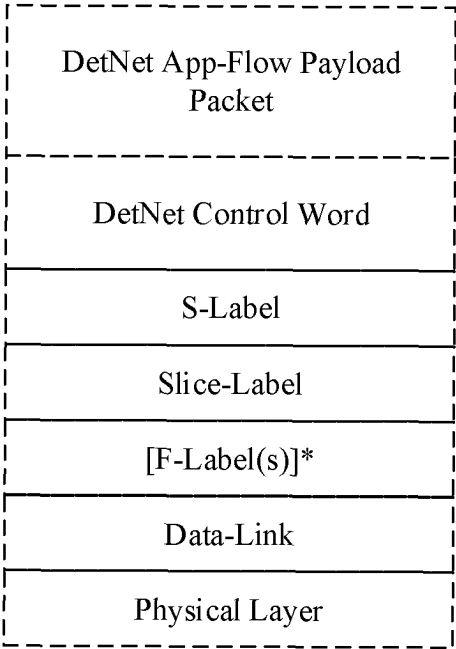 DetNet App-Flow Payload
Packet
DetNet Control Word
S-Label
Slice-Label
[F-Label(s)]*
Data-Link
Physical Layer